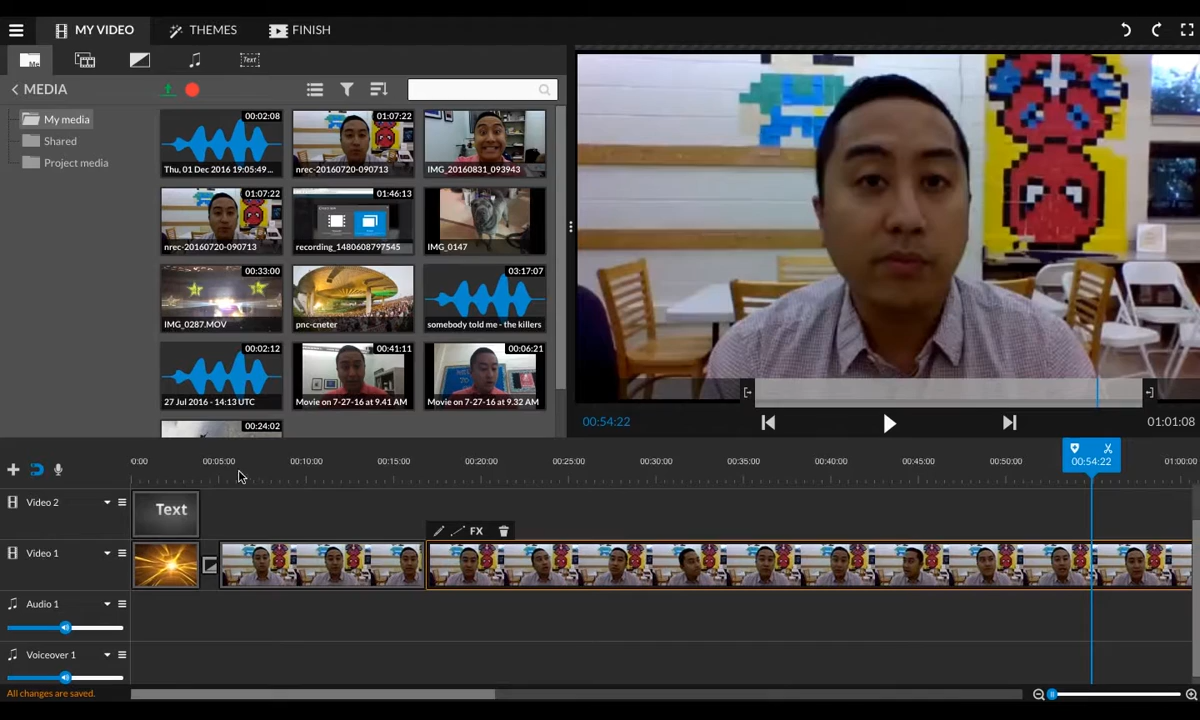 MY VIDEO
THEMES
FINISH
Me
Text
MEDIA
My media
Shared
Project media
00:02:08
Thu, 01 Dec 2016 19:05:49...
01:07:22
nrec-20160720-090713
IMG_20160831_093943
01:07:22
nrec-20160720-090713
01:46:13
recording_1480608797545
IMG_0147
00:33:00
IMG_0287.MOV
pnc-cneter
03:17:07
somebody told me - the killers
00:02:12
27 Jul 2016 - 14:13 UTC
00:41:11
Movie on 7-27-16 at 9.41 AM
00:06:21
Movie on 7-27-16 at 9.32 AM
00:24:02
00:54:22
01:01:08
0:00
00:05:00
00:10:00
00:15:00
00:20:00
00:25:00
00:30:00
00:35:00
00:40:00
00:45:00
00:50:00
00:54:22
01:00:00
Video 2
Text
FX
Video 1
Audio 1
Voiceover 1
All changes are saved.